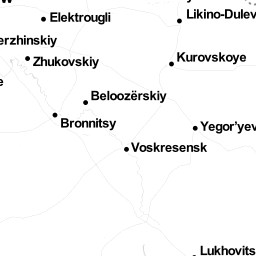 Elektrougli
Likino-Dulev
erzhinskiy
Zhukovskiy
Kurovskoye
Beloozërskiy
Bronnitsy
Yegor'yev
Voskresensk
Lukhovits